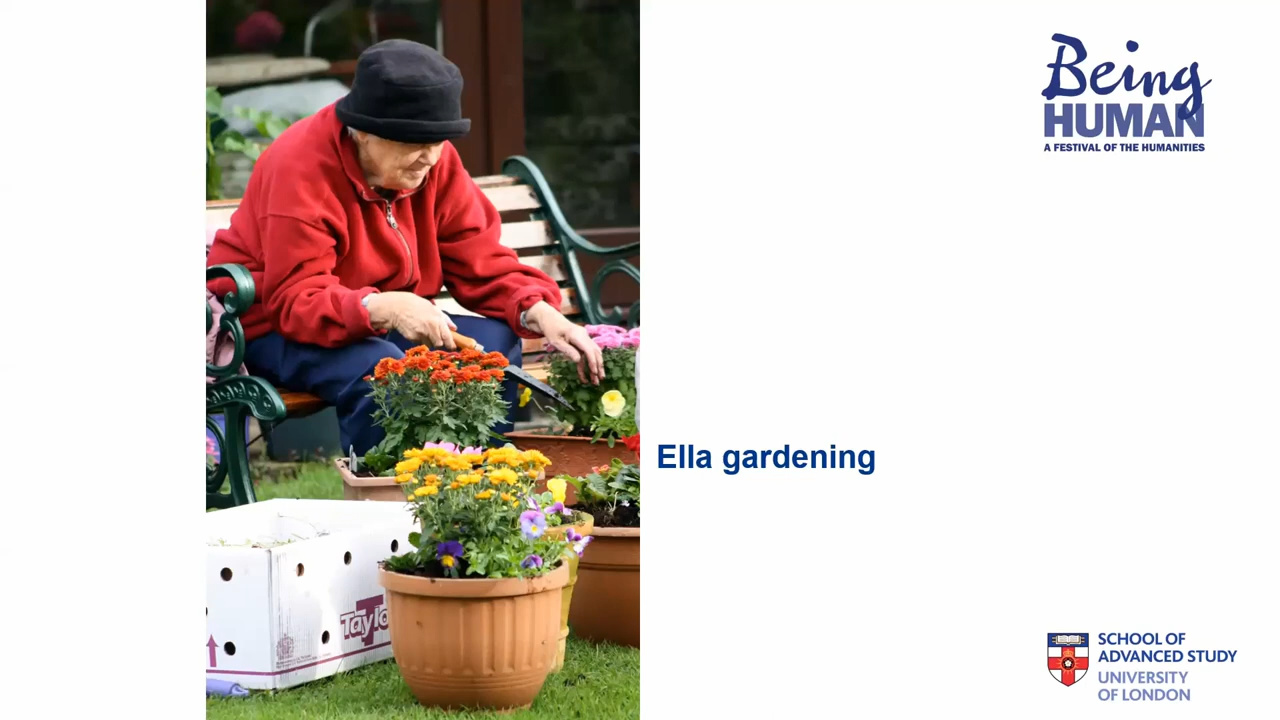 Being
HUMAN
A FESTIVAL OF THE HUMANITIES
Ella gardening
SCHOOL OF
ADVANCED STUDY
UNIVERSITY
OF LONDON